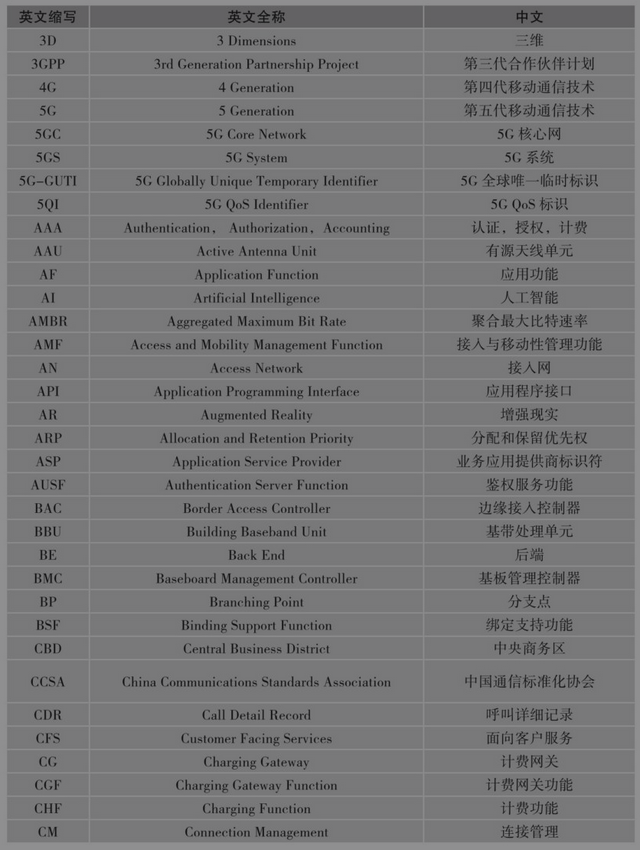 英文缩写 英文全称 中文
3D 3 Dimensions 三维
3GPP 3rd Generation Partnership Project 第三代合作伙伴计划
4G 4 Generation 第四代移动通信技术
5G 5 Generation 第五代移动通信技术
5GC 5G Core Network 5G 核心网
5GS 5G System 5G 系统
5G-GUTI 5G Globally Unique Temporary Identifier 5G 全球唯一临时标识
5QI 5G QoS Identifier 5G QoS 标识
AAA Authentication， Authorization, Accounting 认证，授权，计费
AAU Active Antenna Unit 有源天线单元
AF Application Function 应用功能
AI Artificial Intelligence 人工智能
AMBR Aggregated Maximum Bit Rate 聚合最大比特速率
AMF Access and Mobility Management Function 接入与移动性管理功能
AN Access Network 接入网
API Application Programming Interface 应用程序接口
AR Augmented Reality 增强现实
ARP Allocation and Retention Priority 分配和保留优先权
ASP Application Service Provider 业务应用提供商标识符
AUSF Authentication Server Function 鉴权服务功能
BAC Border Access Controller 边缘接入控制器
BBU Building Baseband Unit 基带处理单元
BE Back End 后端
BMC Baseboard Management Controller 基板管理控制器
BP Branching Point 分支点
BSF Binding Support Function 绑定支持功能
CBD Central Business District 中央商务区
CCSA China Communications Standards Association 中国通信标准化协会
CDR Call Detail Record 呼叫详细记录
CFS Customer Facing Services 面向客户服务
CG Charging Gateway 计费网关
CGF Charging Gateway Function 计费网关功能
CHF Charging Function 计费功能
CM Connection Management 连接管理